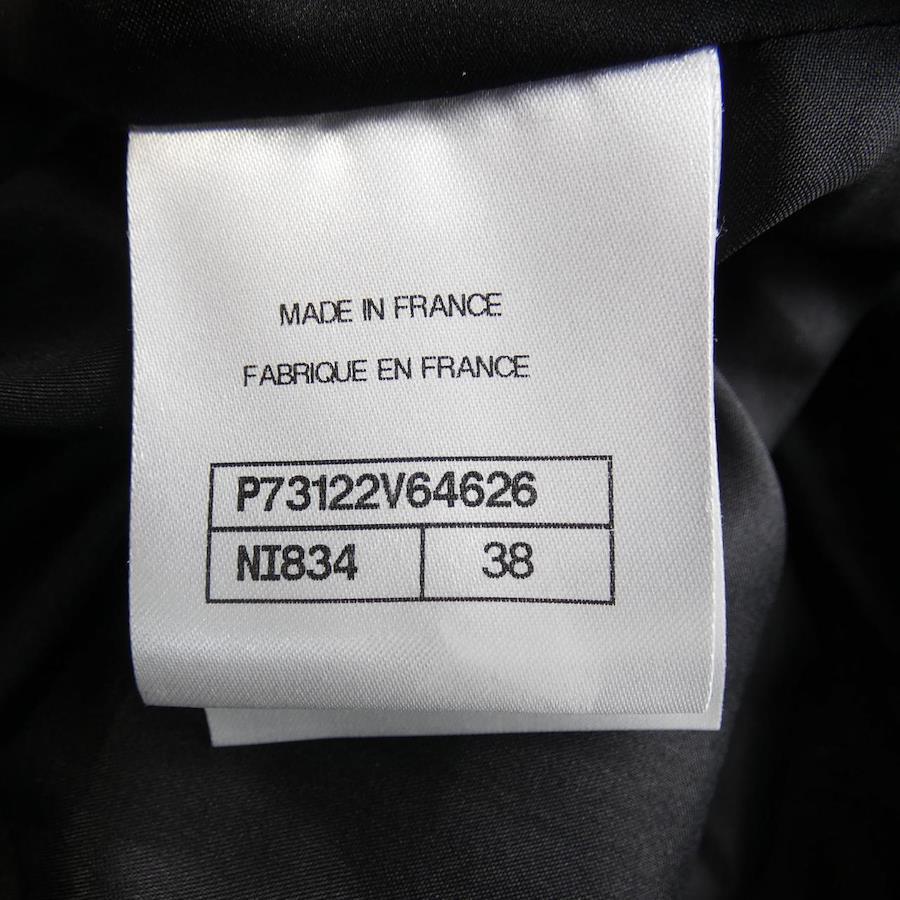 MADE IN FRANCE
FABRIQUE EN FRANCE
P73122V64626
NI834 38